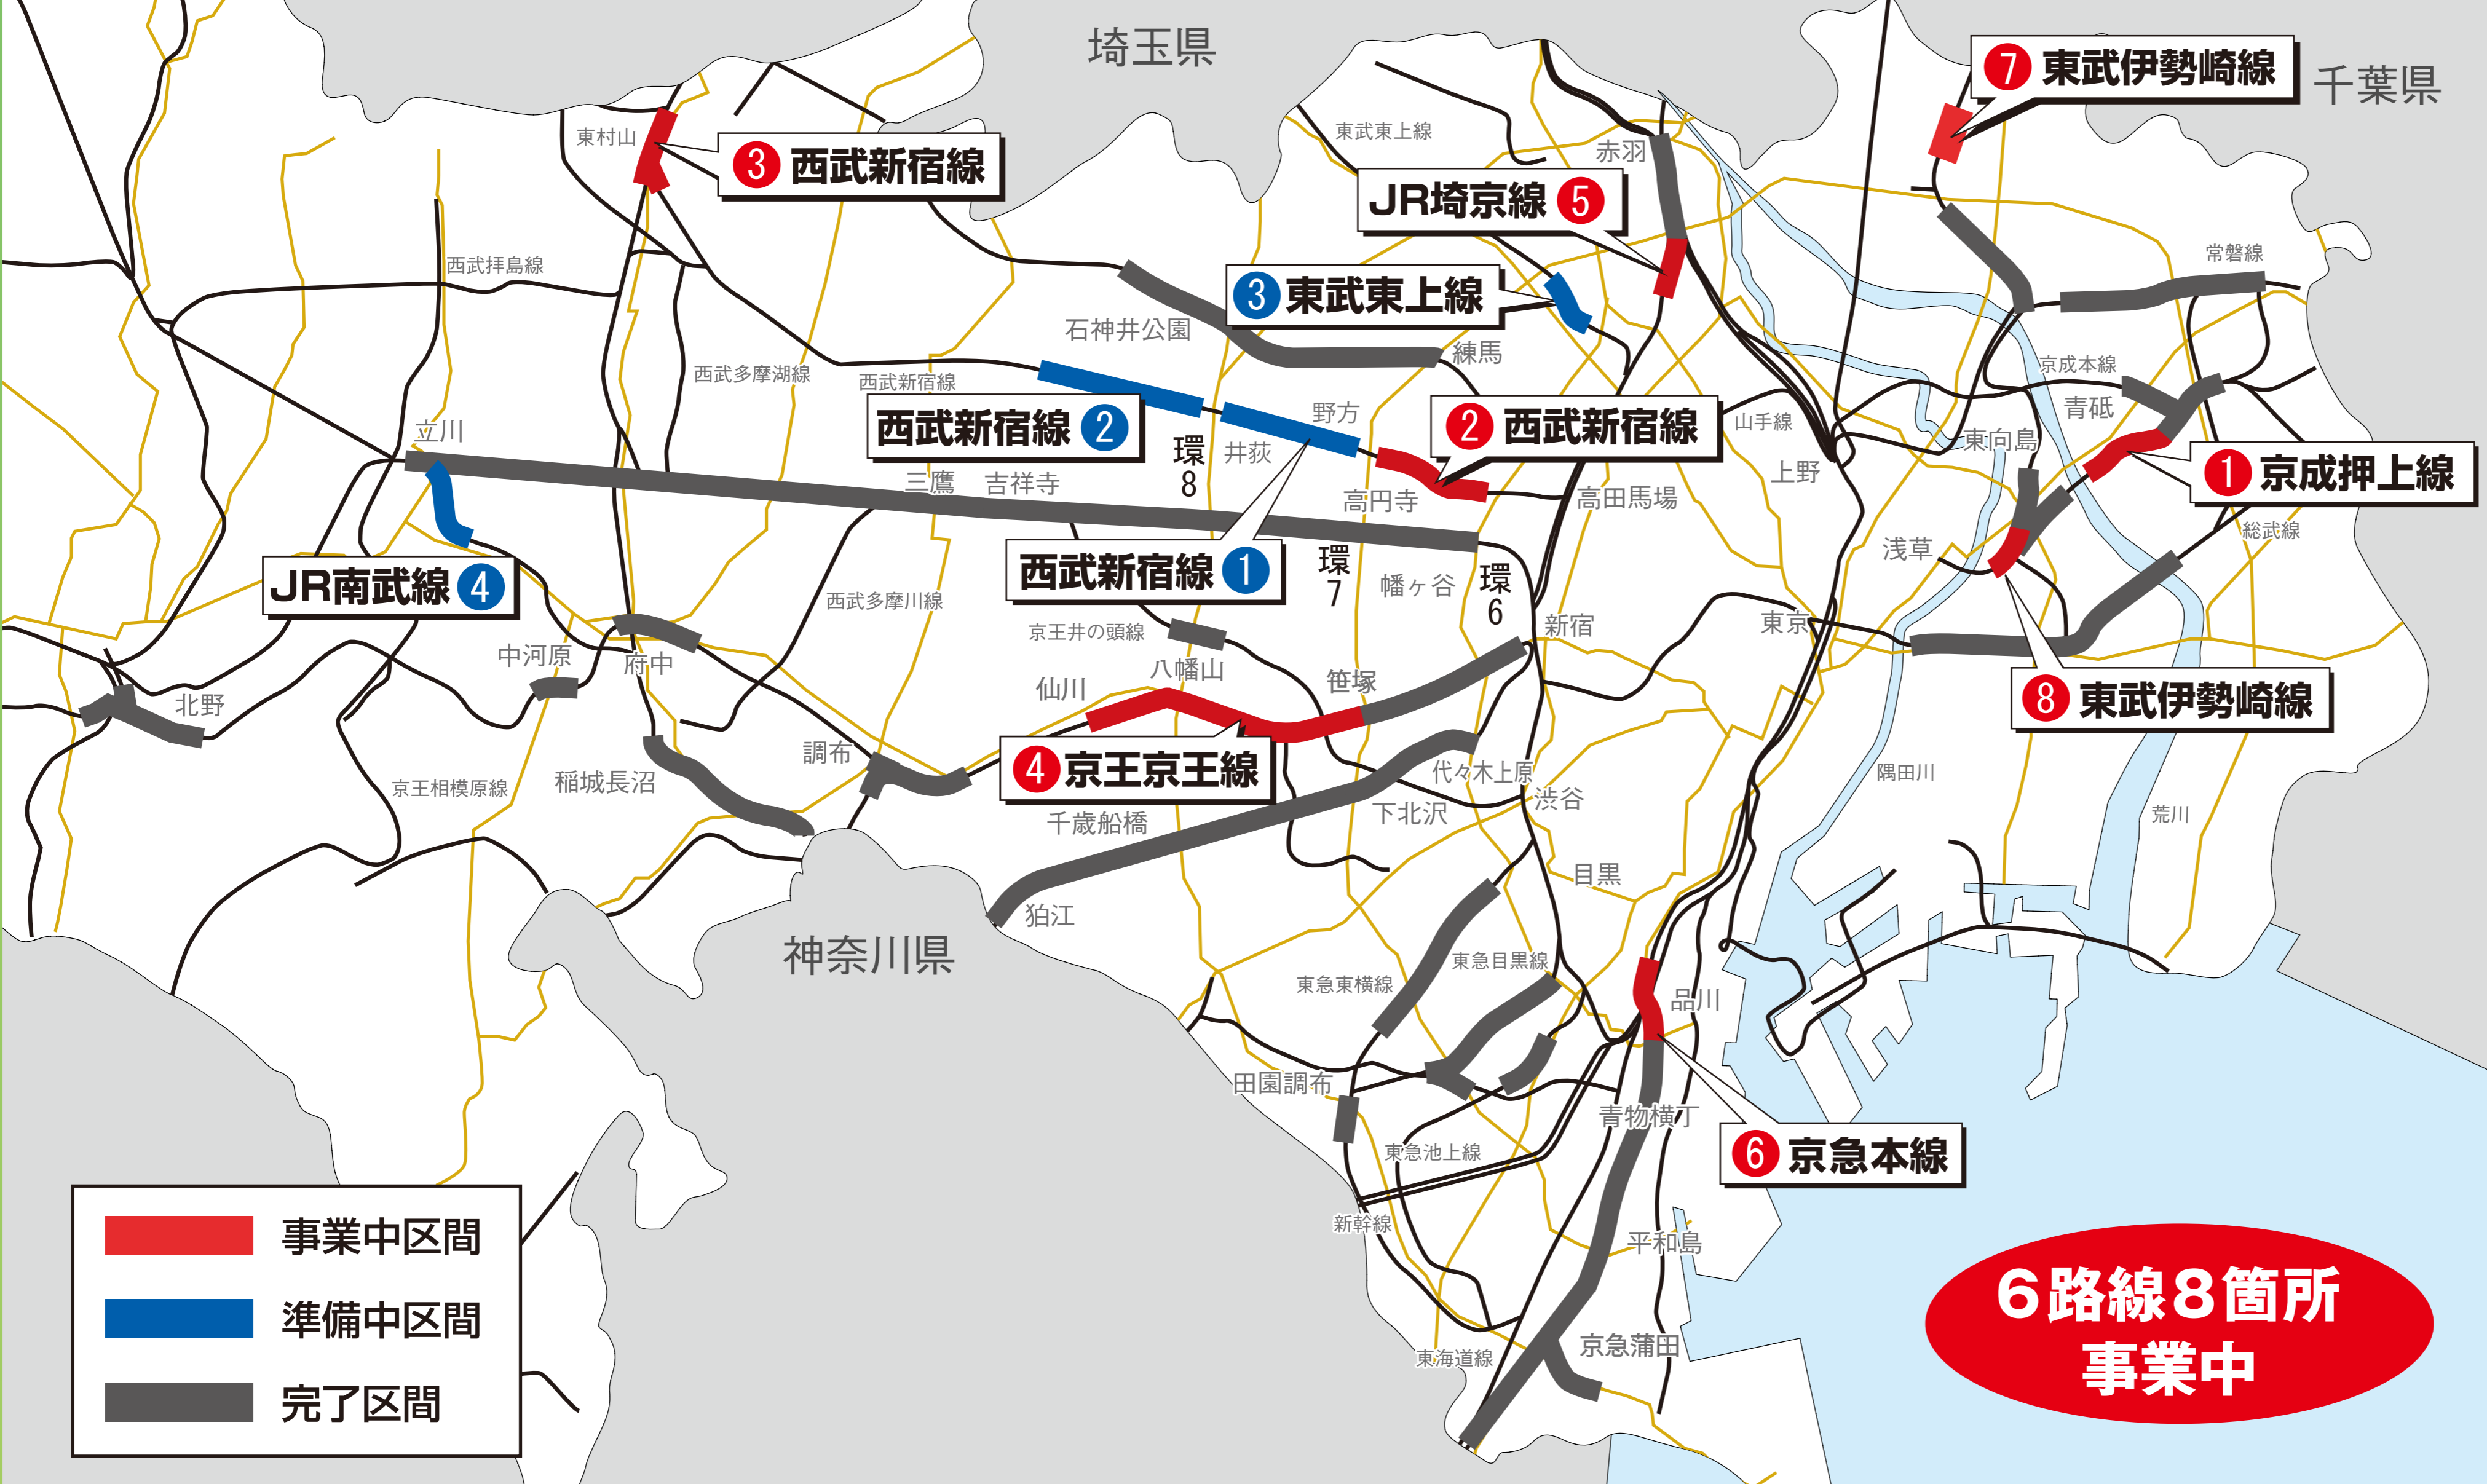 埼玉県
千葉県
神奈川県
⑦ 東武伊勢崎線
東村山
③ 西武新宿線
東武東上線
赤羽
JR埼京線 ⑤
西武拝島線
常磐線
③ 東武東上線
石神井公園
練馬
西武多摩湖線
西武新宿線
京成本線
青砥
西武新宿線 ②
環8
井荻
野方
② 西武新宿線
山手線
上野
東向島
① 京成押上線
立川
三鷹
吉祥寺
高円寺
高田馬場
総武線
浅草
JR南武線 ④
西武新宿線 ①
環7
幡ヶ谷
環6
西武多摩川線
京王井の頭線
新宿
東京
中河原
府中
八幡山
仙川
笹塚
北野
⑧ 東武伊勢崎線
調布
④ 京王京王線
代々木上原
隅田川
京王相模原線
稲城長沼
千歳船橋
下北沢
渋谷
荒川
目黒
狛江
東急東横線
東急目黒線
品川
田園調布
青物横丁
東急池上線
⑥ 京急本線
新幹線
平和島
東海道線
京急蒲田
事業中区間
準備中区間
完了区間
6路線8箇所
事業中